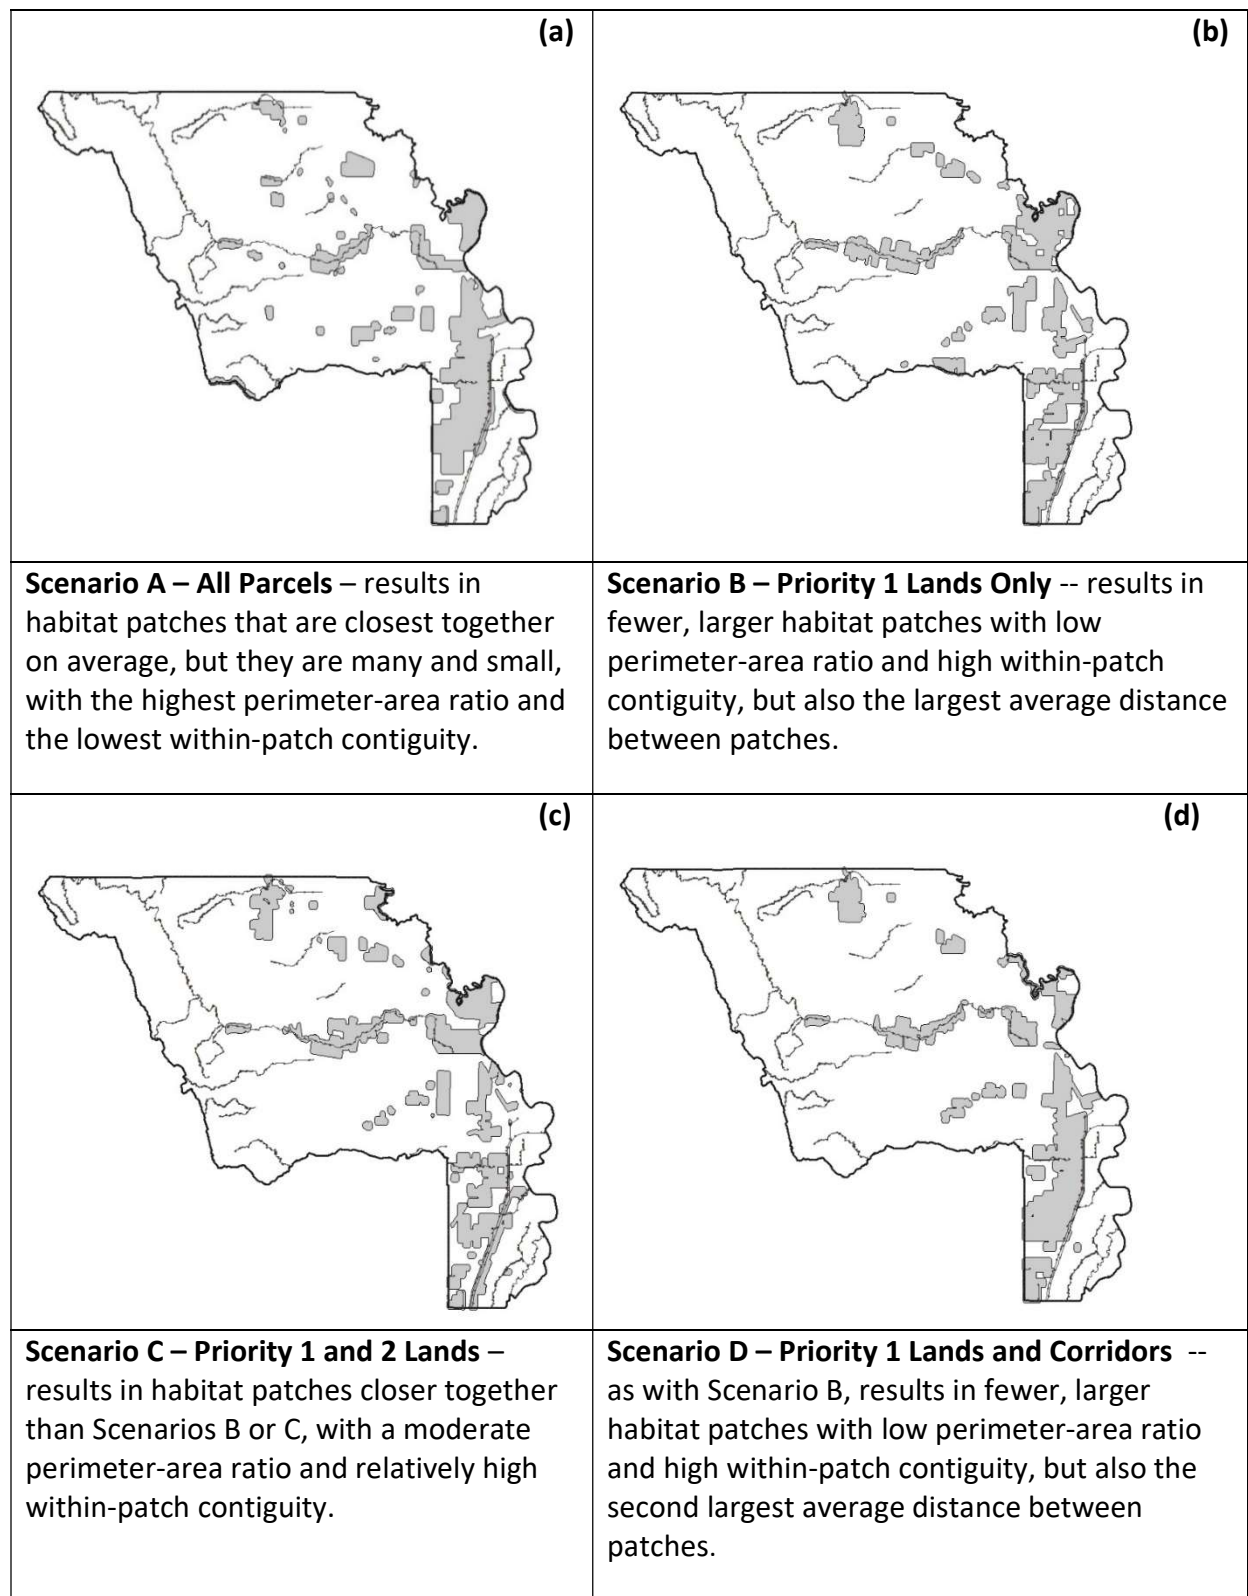 (a)
(b)
Scenario A – All Parcels – results in
habitat patches that are closest together
on average, but they are many and small,
with the highest perimeter-area ratio and
the lowest within-patch contiguity.
Scenario B – Priority 1 Lands Only -- results in
fewer, larger habitat patches with low
perimeter-area ratio and high within-patch
contiguity, but also the largest average distance
between patches.
(c)
(d)
Scenario C – Priority 1 and 2 Lands –
results in habitat patches closer together
than Scenarios B or C, with a moderate
perimeter-area ratio and relatively high
within-patch contiguity.
Scenario D – Priority 1 Lands and Corridors --
as with Scenario B, results in fewer, larger
habitat patches with low perimeter-area ratio
and high within-patch contiguity, but also the
second largest average distance between
patches.